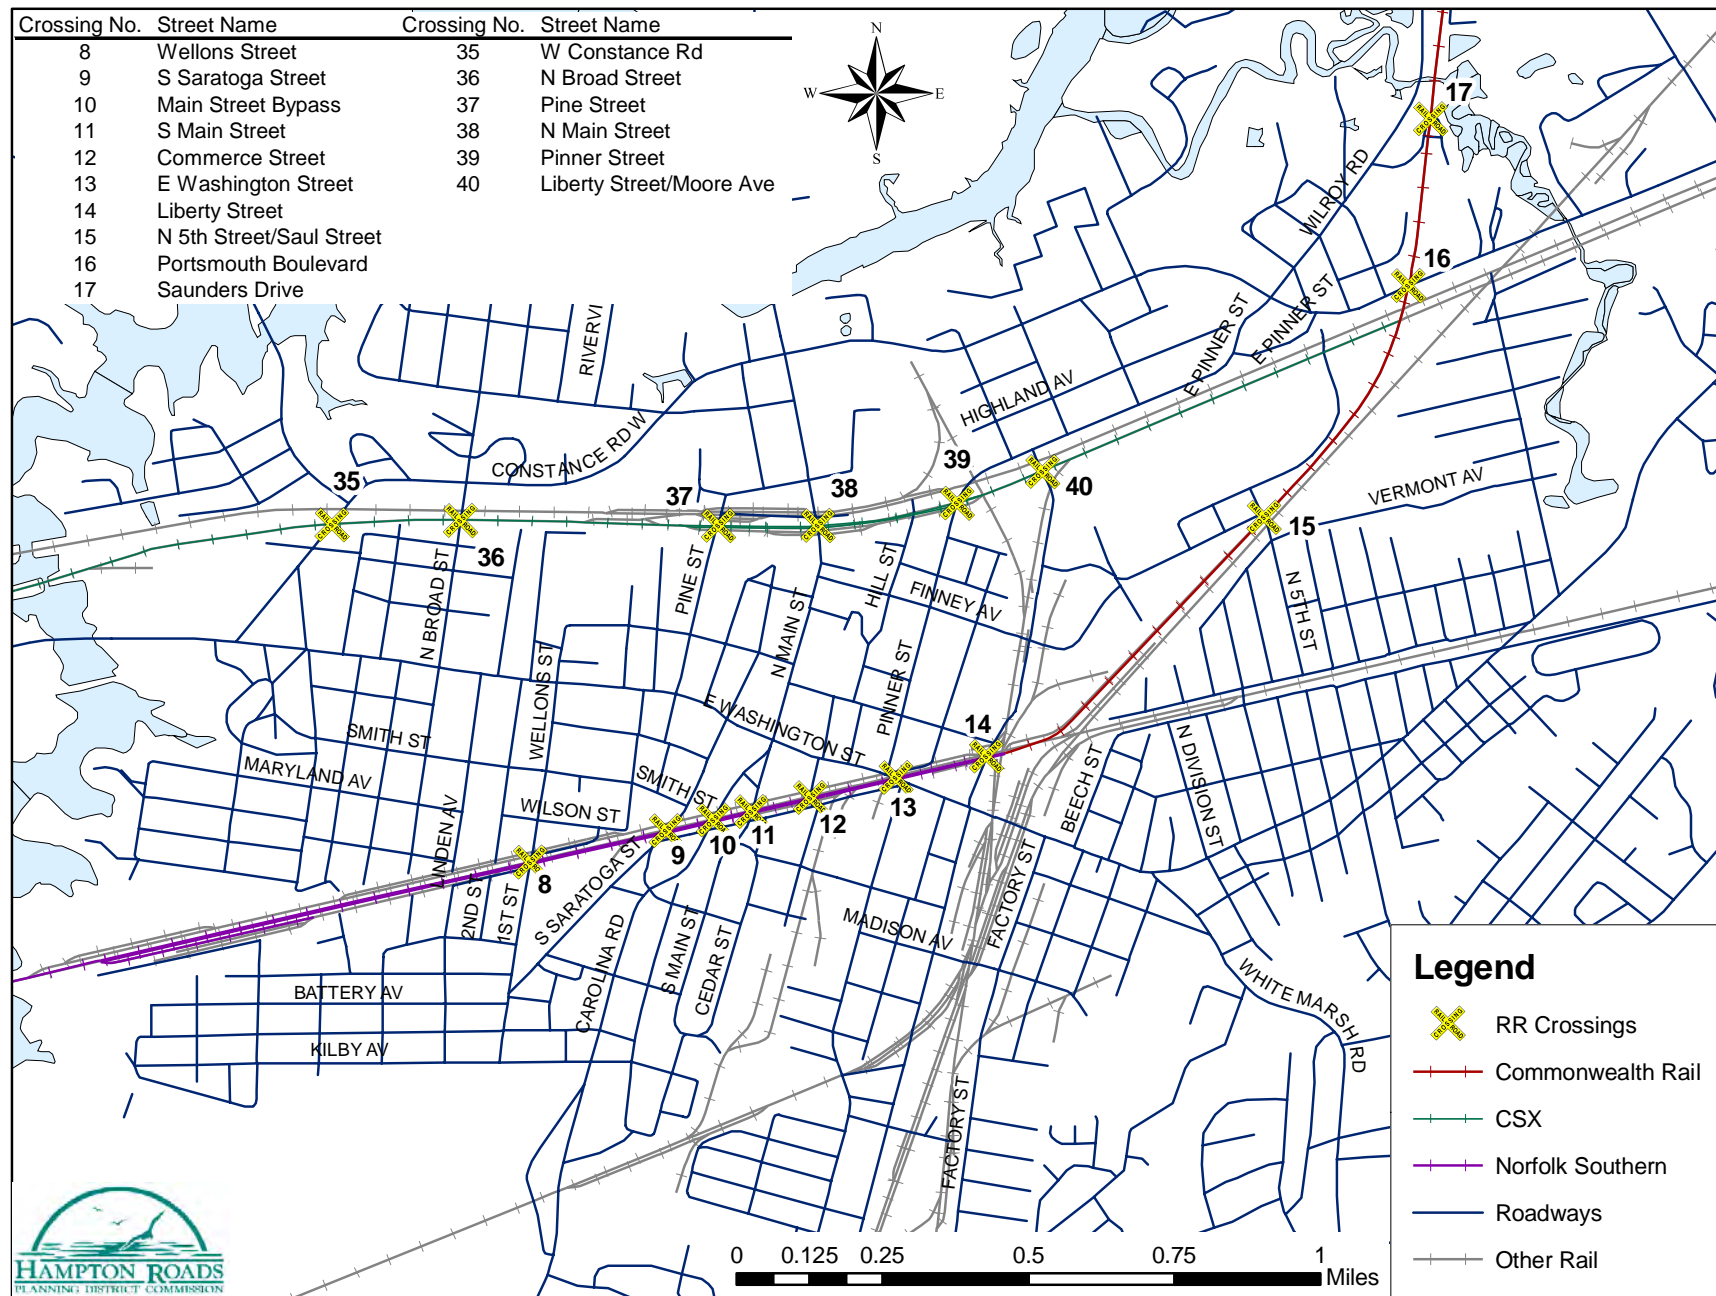 Crossing No. Street Name Crossing No. Street Name
8 Wellons Street 35 W Constance Rd
9 S Saratoga Street 36 N Broad Street
10 Main Street Bypass 37 Pine Street
11 S Main Street 38 N Main Street
12 Commerce Street 39 Pinner Street
13 E Washington Street 40 Liberty Street/Moore Ave
14 Liberty Street
15 N 5th Street/Saul Street
16 Portsmouth Boulevard
17 Saunders Drive
N
W E
S
17
WILROY RD
16
RIVERVI
E PINNER ST
E PINNER ST
HIGHLAND AV
CONSTANCE RD W
39
40
35
37
38
36
VERMONT AV
15
N BROAD ST
PINE ST
HILL ST
FINNEY AV
N MAIN ST
N 5TH ST
WELLONS ST
PINNER ST
E WASHINGTON ST
14
SMITH ST
MARYLAND AV
SMITH ST
N DIVISION ST
BEECH ST
WILSON ST
13
12
11
10
9
8
LINDEN AV
2ND ST
1ST ST
S SARATOGA ST
CAROLINA RD
S MAIN ST
CEDAR ST
MADISON AV
FACTORY ST
WHITE MARSH RD
BATTERY AV
KILBY AV
FACTORY ST
Legend
RR Crossings
Commonwealth Rail
CSX
Norfolk Southern
Roadways
Other Rail
0 0.125 0.25 0.5 0.75 1
Miles
HAMPTON ROADS
PLANNING DISTRICT COMMISSION